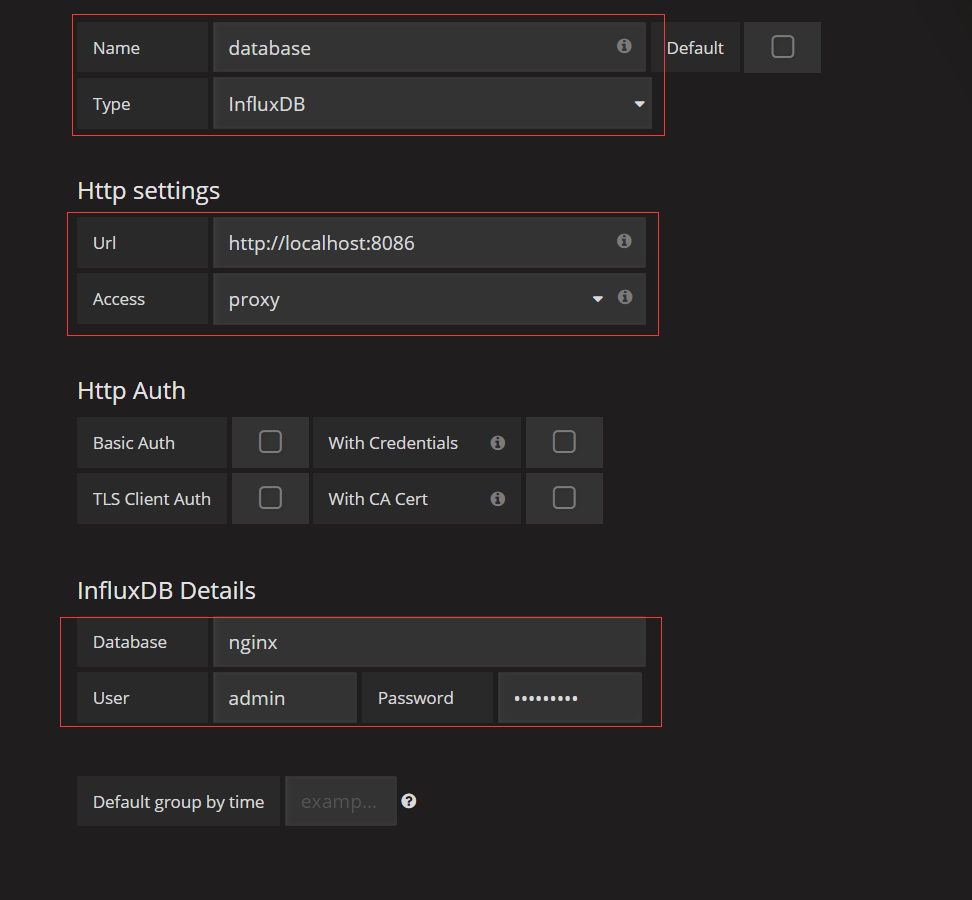 Name database Default
Type InfluxDB
Http settings
Url http://localhost:8086
Access proxy
Http Auth
Basic Auth With Credentials
TLS Client Auth With CA Cert
InfluxDB Details
Database nginx
User admin Password •••••••••
Default group by time examp...